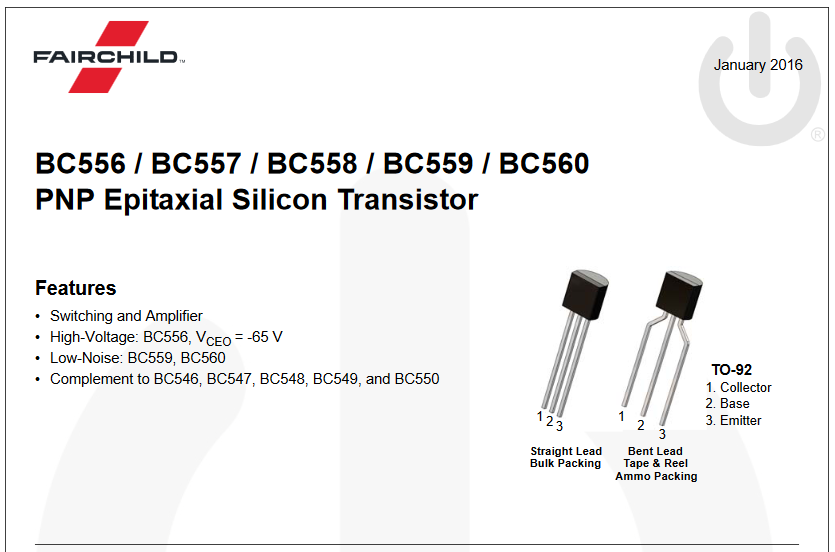 FAIRCHILD™
January 2016
®
BC556 / BC557 / BC558 / BC559 / BC560
PNP Epitaxial Silicon Transistor
Features
• Switching and Amplifier
• High-Voltage: BC556, VCEO = -65 V
• Low-Noise: BC559, BC560
• Complement to BC546, BC547, BC548, BC549, and BC550
1 2 3
1 2 3
TO-92
1. Collector
2. Base
3. Emitter
Straight Lead
Bulk Packing
Bent Lead
Tape & Reel
Ammo Packing